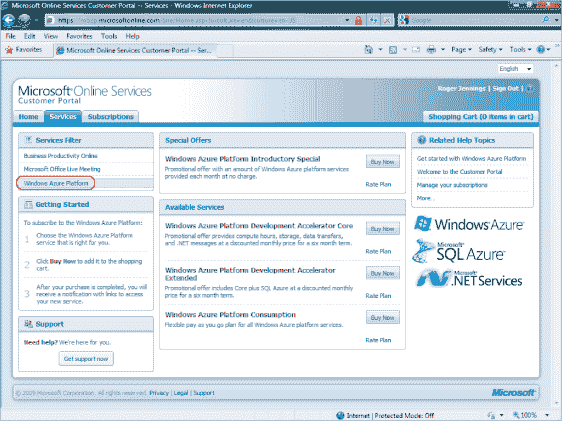 Microsoft Online Services Customer Portal -- Services - Windows Internet Explorer
Google
File Edit View Favorites Tools Help
Favorites
Microsoft Online Services Customer Portal -- Ser...
Page
Safety
Tools
English
Microsoft Online Services
Customer Portal
Roger Jennings | Sign Out |
Home
Services
Subscriptions
Shopping Cart (0 items in cart)
Services Filter
Business Productivity Online
Microsoft Office Live Meeting
Windows Azure Platform
Getting Started
To subscribe to the Windows Azure Platform:
1 Choose the Windows Azure Platform
service that is right for you.
2 Click Buy Now to add it to the shopping
cart.
3 After your purchase is completed, you will
receive a notification with links to access
your new service.
Support
Need help? We're here for you.
Get support now
Special Offers
Windows Azure Platform Introductory Special
Promotional offer with an amount of Windows Azure platform services
provided each month at no charge.
Buy Now
Rate Plan
Available Services
Windows Azure Platform Development Accelerator Core
Promotional offer provides compute hours, storage, data transfers,
and .NET messages at a discounted monthly price for a six month term.
Buy Now
Rate Plan
Windows Azure Platform Development Accelerator
Extended
Promotional offer includes Core plus SQL Azure at a discounted monthly
price for a six month term.
Buy Now
Rate Plan
Windows Azure Platform Consumption
Flexible pay as you go plan for all Windows Azure platform services.
Buy Now
Rate Plan
Related Help Topics
Get started with Windows Azure Platform
Welcome to the Customer Portal
Manage your subscriptions
More...
Windows Azure
Microsoft
SQL Azure
Microsoft
.NET Services
© 2009 Microsoft Corporation. All rights reserved. Privacy | Legal | Support
Microsoft
Internet | Protected Mode: Off
100%